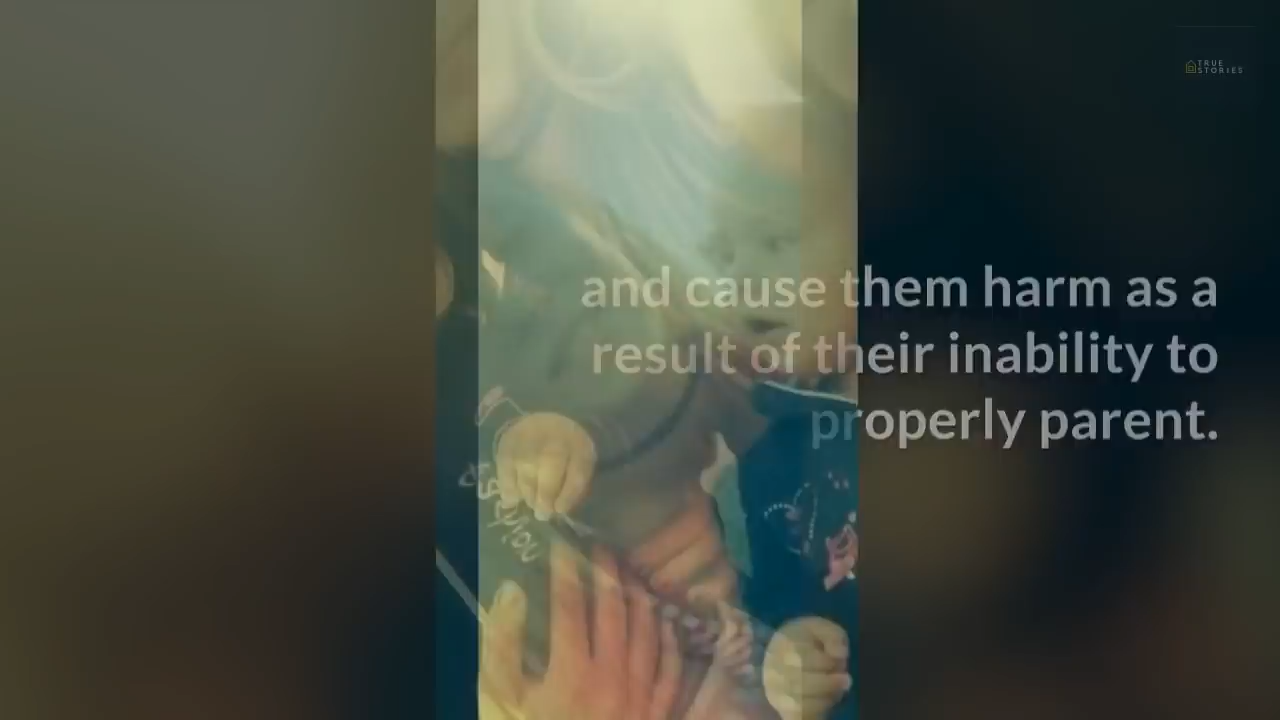 TRUE
STORIES
and cause them harm as a
result of their inability to
properly parent.